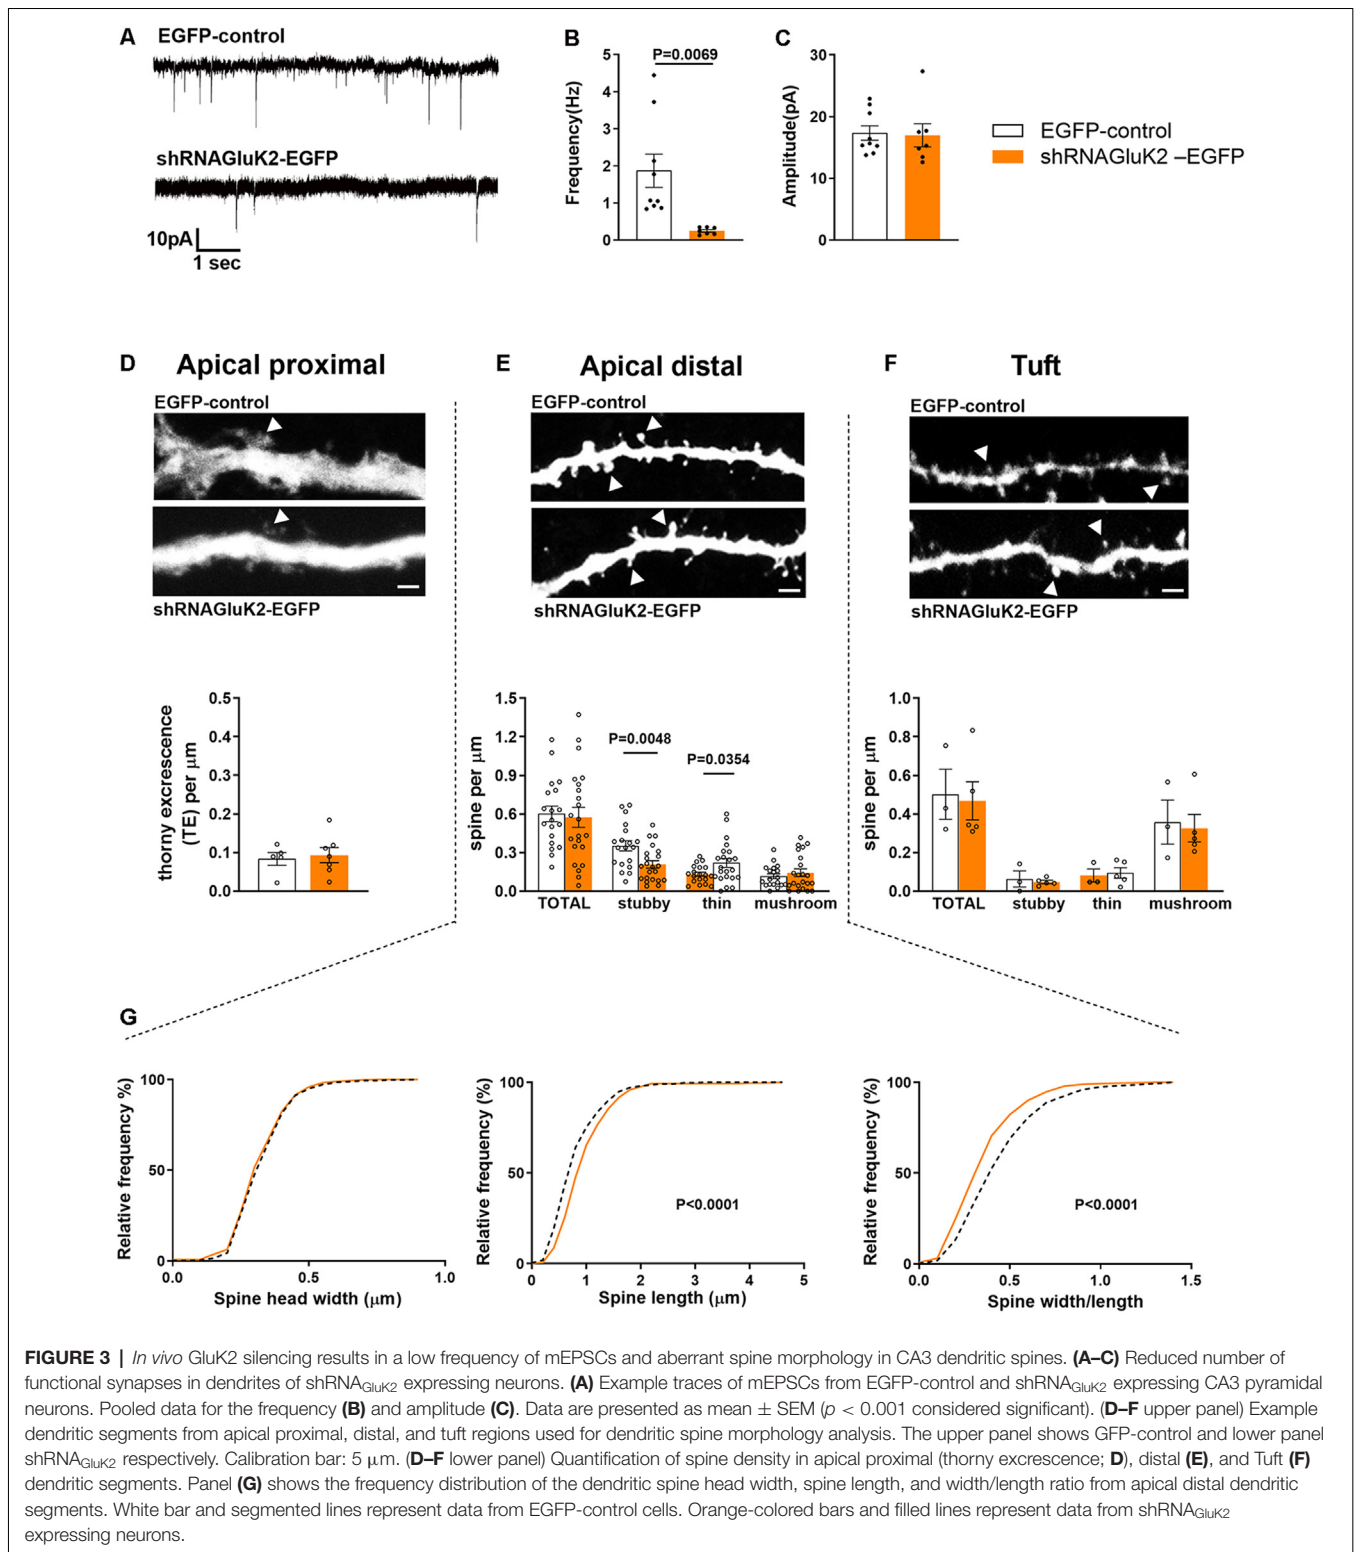 A
EGFP-control
shRNAGluK2-EGFP
10pA
1 sec
B
P=0.0069
Frequency(Hz)
5
4
3
2
1
0
C
Amplitude(pA)
30
20
10
0
EGFP-control
shRNAGluK2 –EGFP
D
Apical proximal
EGFP-control
shRNAGluK2-EGFP
thorny excrescence
(TE) per μm
0.5
0.4
0.3
0.2
0.1
0.0
E
Apical distal
EGFP-control
shRNAGluK2-EGFP
spine per μm
1.5
1.2
0.9
0.6
0.3
0.0
P=0.0048
P=0.0354
TOTAL
stubby
thin
mushroom
F
Tuft
EGFP-control
shRNAGluK2-EGFP
spine per μm
1.0
0.8
0.6
0.4
0.2
0.0
TOTAL
stubby
thin
mushroom
G
Relative frequency %)
100
50
0
0.0
0.5
1.0
Spine head width (μm)
Relative frequency (%)
100
50
0
0
1
2
3
4
5
P<0.0001
Spine length (μm)
Relative frequency (%)
100
50
0
0.0
0.5
1.0
1.5
P<0.0001
Spine width/length
FIGURE 3 | In vivo GluK2 silencing results in a low frequency of mEPSCs and aberrant spine morphology in CA3 dendritic spines. (A–C) Reduced number of
functional synapses in dendrites of shRNAGluK2 expressing neurons. (A) Example traces of mEPSCs from EGFP-control and shRNAGluK2 expressing CA3 pyramidal
neurons. Pooled data for the frequency (B) and amplitude (C). Data are presented as mean ± SEM (p < 0.001 considered significant). (D–F upper panel) Example
dendritic segments from apical proximal, distal, and tuft regions used for dendritic spine morphology analysis. The upper panel shows GFP-control and lower panel
shRNAGluK2 respectively. Calibration bar: 5 μm. (D–F lower panel) Quantification of spine density in apical proximal (thorny excrescence; D), distal (E), and Tuft (F)
dendritic segments. Panel (G) shows the frequency distribution of the dendritic spine head width, spine length, and width/length ratio from apical distal dendritic
segments. White bar and segmented lines represent data from EGFP-control cells. Orange-colored bars and filled lines represent data from shRNAGluK2
expressing neurons.